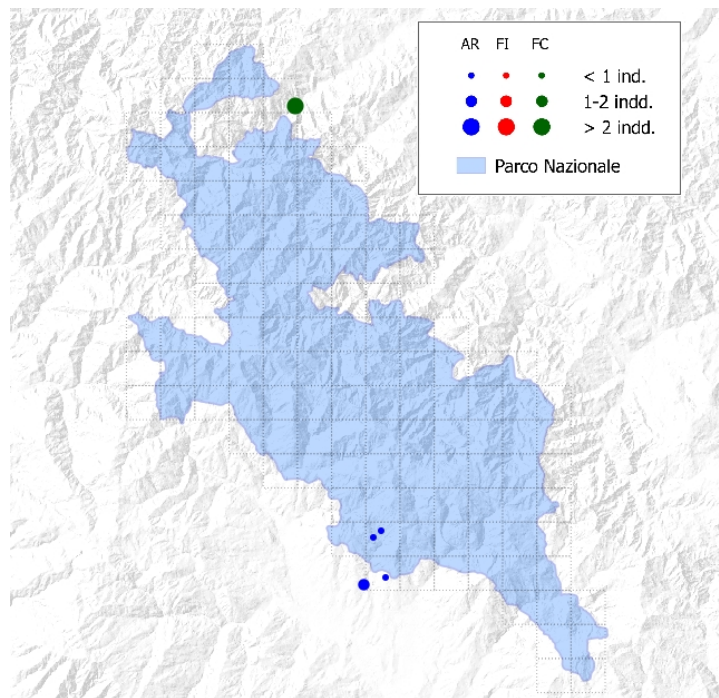 AR FI FC
< 1 ind.
1-2 indd.
> 2 indd.
Parco Nazionale